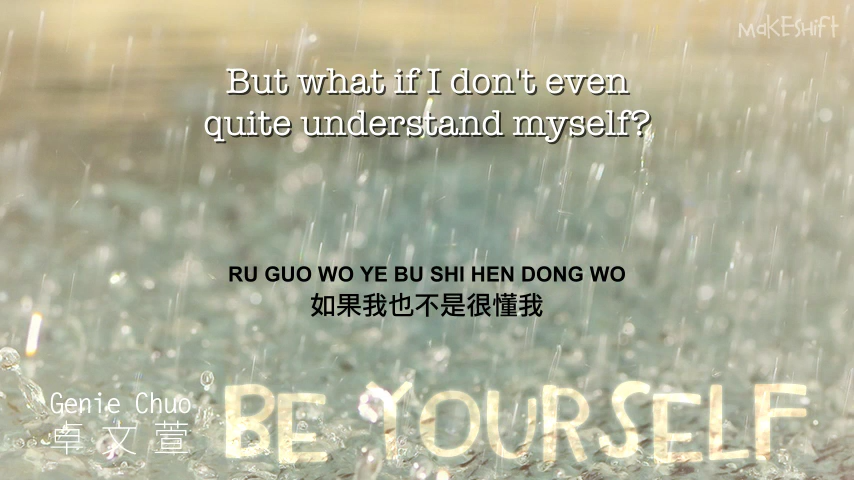 MaKESHifT
But what if I don't even
quite understand myself?
RU GUO WO YE BU SHI HEN DONG WO
如果我也不是很懂我
Genie Chuo
卓文萱
BE YOURSELF